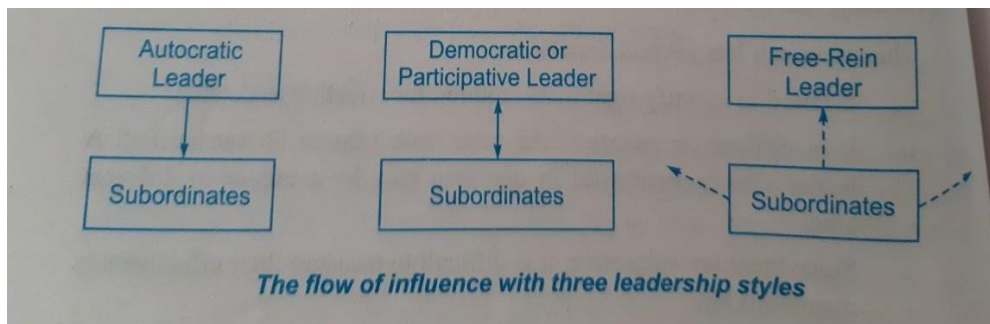 Autocratic
Leader
Democratic or
Participative Leader
Free-Rein
Leader
Subordinates
Subordinates
Subordinates
The flow of influence with three leadership styles